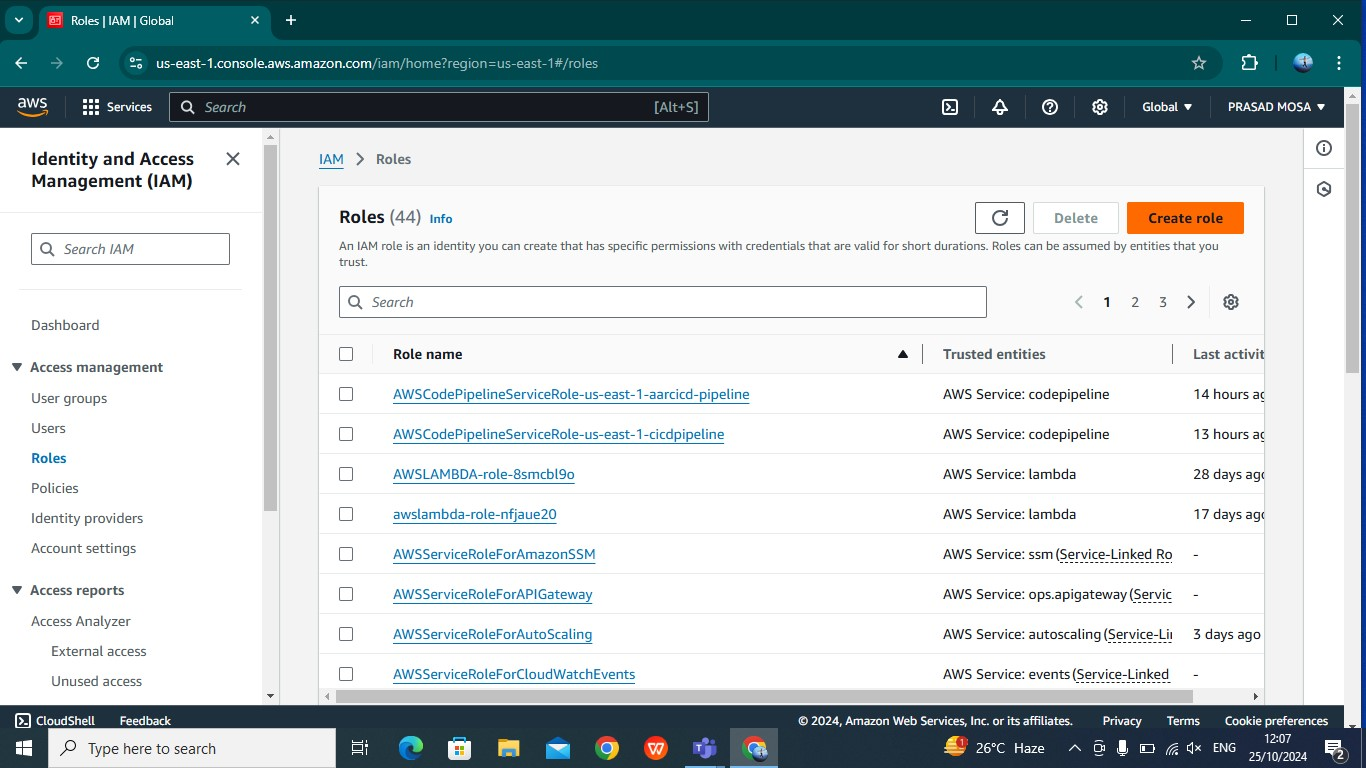 Roles | IAM | Global
us-east-1.console.aws.amazon.com/iam/home?region=us-east-1#/roles
aws
Services
Search
[Alt+S]
Global
PRASAD MOSA
Identity and Access
Management (IAM)
Search IAM
Dashboard
Access management
User groups
Users
Roles
Policies
Identity providers
Account settings
Access reports
Access Analyzer
External access
Unused access
IAM > Roles
Roles (44) Info
Delete
Create role
An IAM role is an identity you can create that has specific permissions with credentials that are valid for short durations. Roles can be assumed by entities that you
trust.
Search
1 2 3
Role name Trusted entities Last activit
AWSCodePipelineServiceRole-us-east-1-aarcicd-pipeline AWS Service: codepipeline 14 hours ag
AWSCodePipelineServiceRole-us-east-1-cicdpipeline AWS Service: codepipeline 13 hours ag
AWSLAMBDA-role-8smcbl9o AWS Service: lambda 28 days ago
awslambda-role-nfjaue20 AWS Service: lambda 17 days ago
AWSServiceRoleForAmazonSSM AWS Service: ssm (Service-Linked Ro -
AWSServiceRoleForAPIGateway AWS Service: ops.apigateway (Servic -
AWSServiceRoleForAutoScaling AWS Service: autoscaling (Service-Li 3 days ago
AWSServiceRoleForCloudWatchEvents AWS Service: events (Service-Linked -
CloudShell Feedback © 2024, Amazon Web Services, Inc. or its affiliates. Privacy Terms Cookie preferences
Type here to search
1
26°C Haze
ENG
12:07
25/10/2024
2